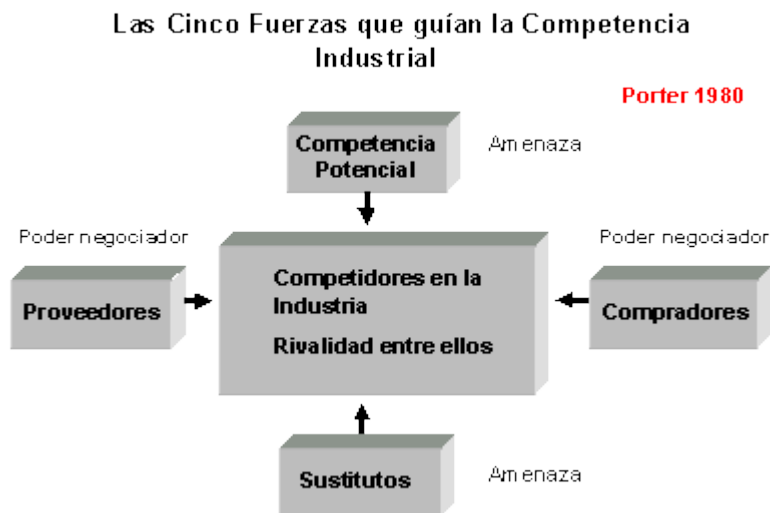 Las Cinco Fuerzas que guían la Competencia
Industrial
Porter 1980
Competencia
Potencial
Amenaza
Poder negociador
Poder negociador
Proveedores
Competidores en la
Industria
Rivalidad entre ellos
Compradores
Sustitutos
Amenaza